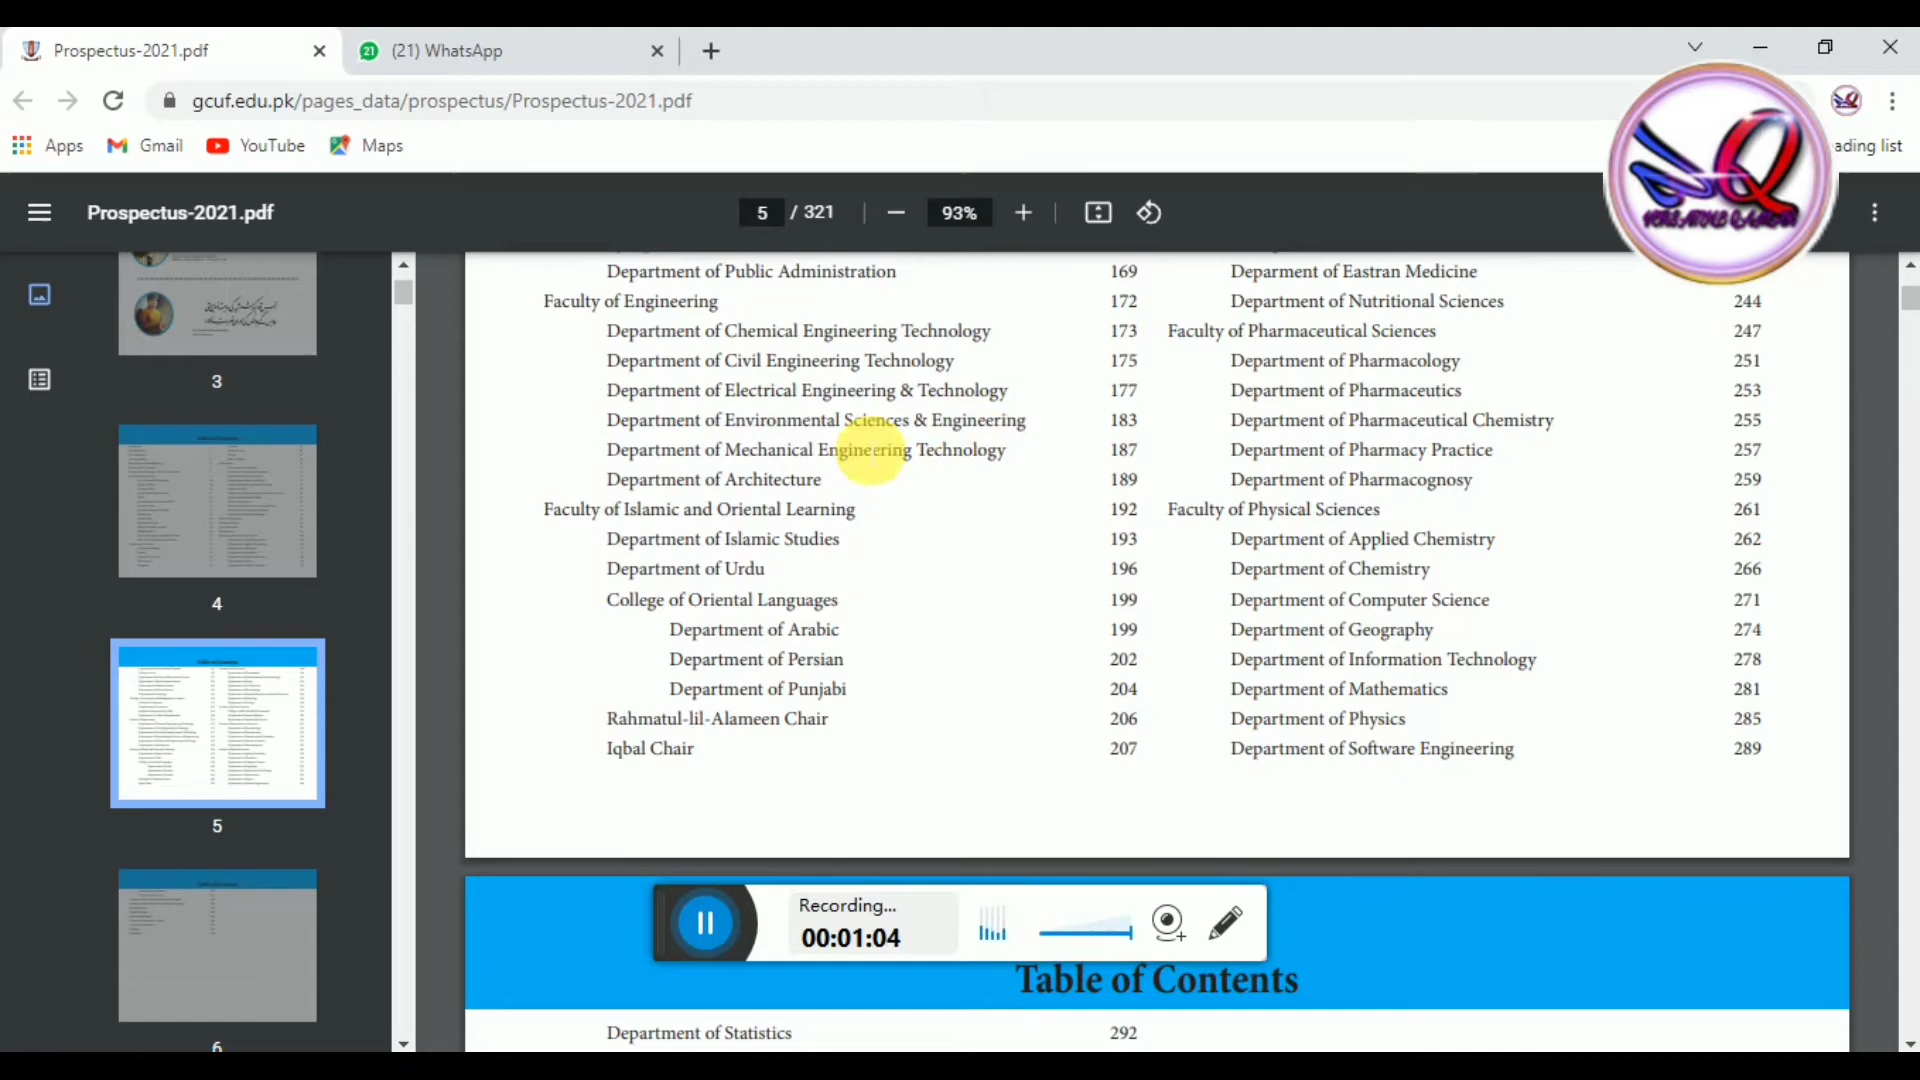 Prospectus-2021.pdf
21
(21) WhatsApp
gcuf.edu.pk/pages_data/prospectus/Prospectus-2021.pdf
Apps
Gmail
YouTube
Maps
ading list
Prospectus-2021.pdf
5 / 321
93%
3
4
5
6
Department of Public Administration 169
Faculty of Engineering 172
Department of Chemical Engineering Technology 173
Department of Civil Engineering Technology 175
Department of Electrical Engineering & Technology 177
Department of Environmental Sciences & Engineering 183
Department of Mechanical Engineering Technology 187
Department of Architecture 189
Faculty of Islamic and Oriental Learning 192
Department of Islamic Studies 193
Department of Urdu 196
College of Oriental Languages 199
Department of Arabic 199
Department of Persian 202
Department of Punjabi 204
Rahmatul-lil-Alameen Chair 206
Iqbal Chair 207
Deparment of Eastran Medicine
Department of Nutritional Sciences 244
Faculty of Pharmaceutical Sciences 247
Department of Pharmacology 251
Department of Pharmaceutics 253
Department of Pharmaceutical Chemistry 255
Department of Pharmacy Practice 257
Department of Pharmacognosy 259
Faculty of Physical Sciences 261
Department of Applied Chemistry 262
Department of Chemistry 266
Department of Computer Science 271
Department of Geography 274
Department of Information Technology 278
Department of Mathematics 281
Department of Physics 285
Department of Software Engineering 289
Recording...
00:01:04
Table of Contents
Department of Statistics 292